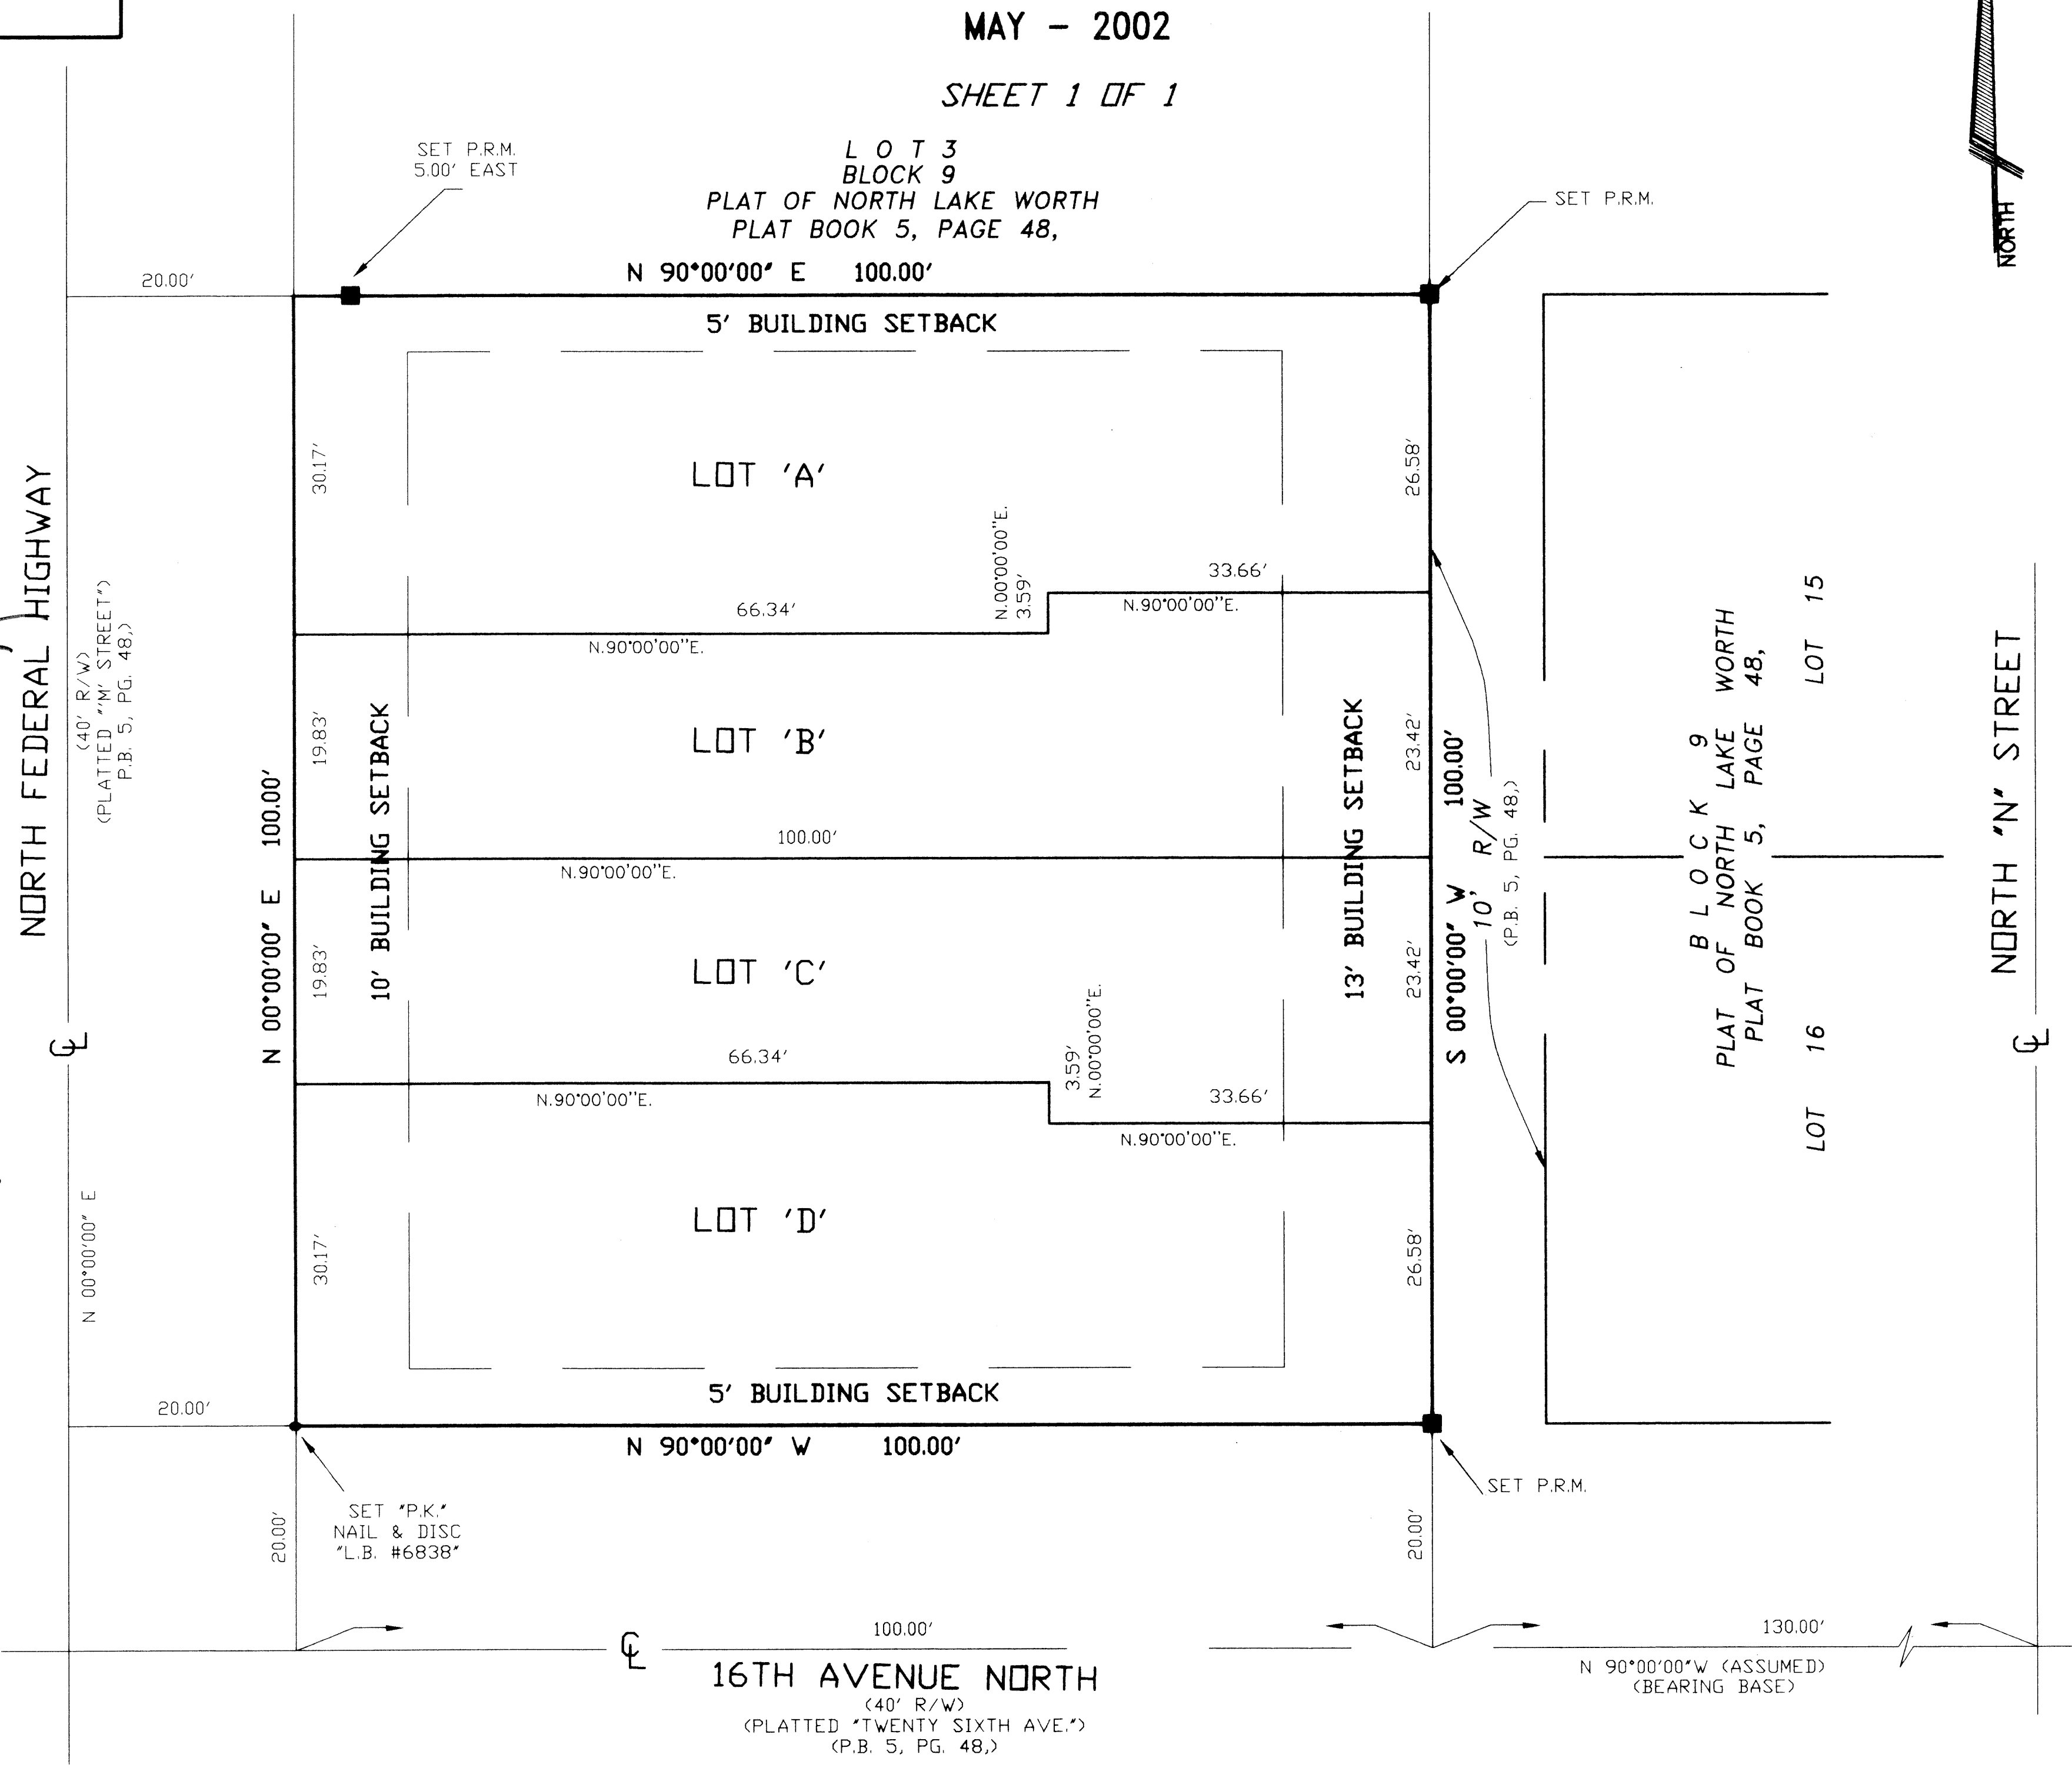 MAY - 2002
SHEET 1 OF 1
LOT 3
BLOCK 9
PLAT OF NORTH LAKE WORTH
PLAT BOOK 5, PAGE 48,
SET P.R.M.
5.00' EAST
SET P.R.M.
NORTH
20.00'
N 90°00'00" E 100.00'
5' BUILDING SETBACK
30.17'
LOT 'A'
26.58'
N.00°00'00"E.
3.59'
33.66'
N.90°00'00"E.
66.34'
N.90°00'00"E.
NORTH FEDERAL HIGHWAY
(40' R/W)
(PLATTED "'M' STREET")
P.B. 5, PG. 48,)
N 00°00'00" E 100.00'
19.83'
10' BUILDING SETBACK
LOT 'B'
13' BUILDING SETBACK
23.42'
S 00°00'00" W 100.00'
10' R/W
(P.B. 5, PG. 48,)
100.00'
N.90°00'00"E.
BLOCK 9
PLAT OF NORTH LAKE WORTH
PLAT BOOK 5, PAGE 48,
LOT 15
LOT 16
NORTH "N" STREET
19.83'
LOT 'C'
23.42'
CL
CL
66.34'
N.90°00'00"E.
3.59'
N.00°00'00"E.
33.66'
N.90°00'00"E.
N 00°00'00" E
30.17'
LOT 'D'
26.58'
5' BUILDING SETBACK
20.00'
N 90°00'00" W 100.00'
SET "P.K."
NAIL & DISC
"L.B. #6838"
SET P.R.M.
20.00'
20.00'
CL
100.00'
130.00'
16TH AVENUE NORTH
(40' R/W)
(PLATTED "TWENTY SIXTH AVE.")
(P.B. 5, PG. 48,)
N 90°00'00"W (ASSUMED)
(BEARING BASE)